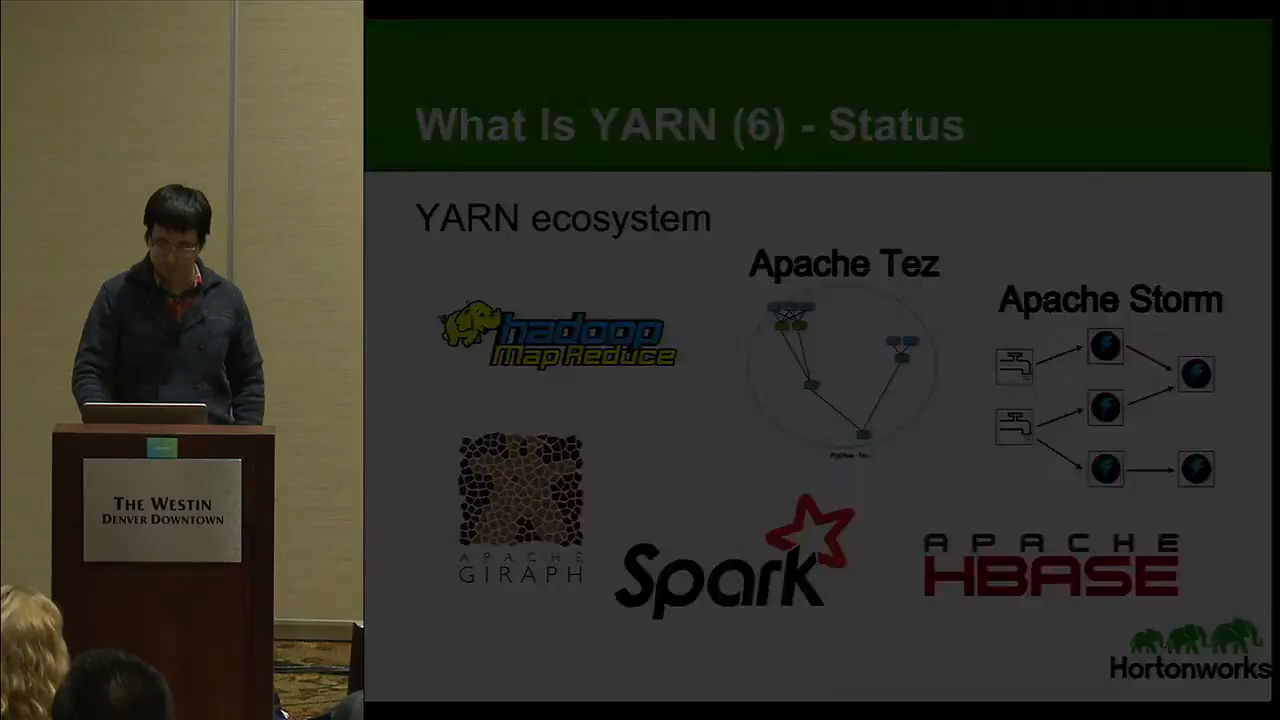 What Is YARN (6) - Status
YARN ecosystem
Apache Tez
Apache Storm
hadoop
Map Reduce
APACHE
GIRAPH
Spark
APACHE
HBASE
Hortonworks
THE WESTIN
DENVER DOWNTOWN